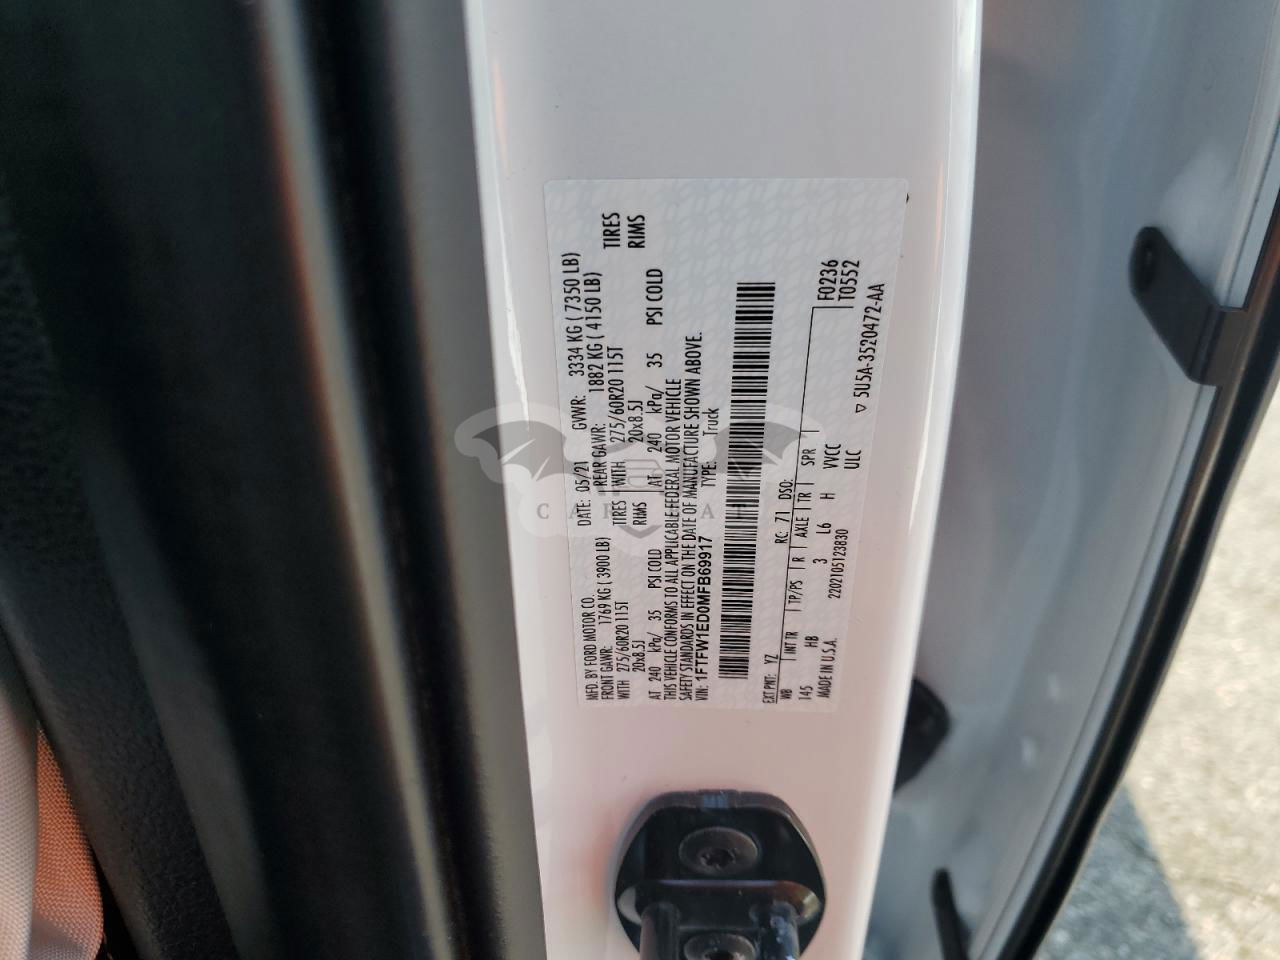 MFD. BY FORD MOTOR CO.
DATE: 05/21 GVWR: 3334 KG ( 7350 LB)
FRONT GAWR: 1769 KG ( 3900 LB) REAR GAWR: 1882 KG ( 4150 LB)
WITH 275/60R20 115T TIRES WITH 275/60R20 115T TIRES
20x8.5J RIMS 20x8.5J RIMS
AT 240 kPa/ 35 PSI COLD AT 240 kPa/ 35 PSI COLD
THIS VEHICLE CONFORMS TO ALL APPLICABLE FEDERAL MOTOR VEHICLE
SAFETY STANDARDS IN EFFECT ON THE DATE OF MANUFACTURE SHOWN ABOVE.
VIN: 1FTFW1ED0MFB69917 TYPE: Truck
EXT PNT: YZ RC: 71 DSO: F0236
WB INT TR TP/PS R AXLE TR SPR T0552
145 HB 3 L6 H VVCC
MADE IN U.S.A. 2202105123830 ULC
▽ 5U5A-3520472-AA